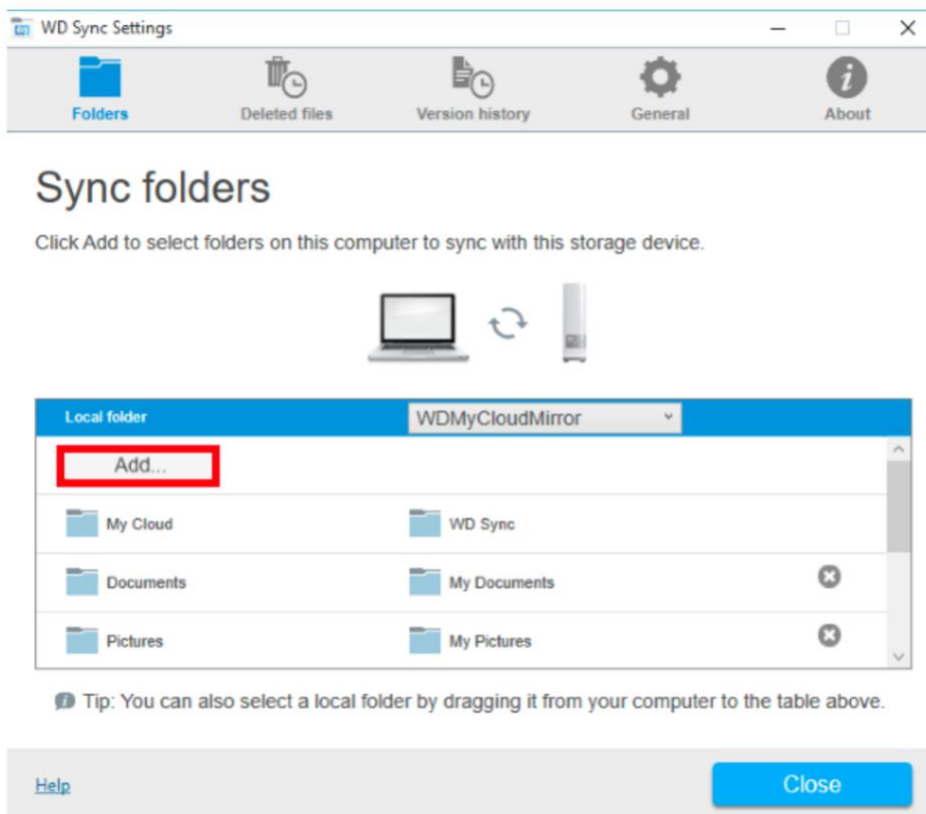 WD Sync Settings
Folders
Deleted files
Version history
General
About
Sync folders
Click Add to select folders on this computer to sync with this storage device.
Local folder
WDMyCloudMirror
Add...
My Cloud
WD Sync
Documents
My Documents
Pictures
My Pictures
Tip: You can also select a local folder by dragging it from your computer to the table above.
Help
Close